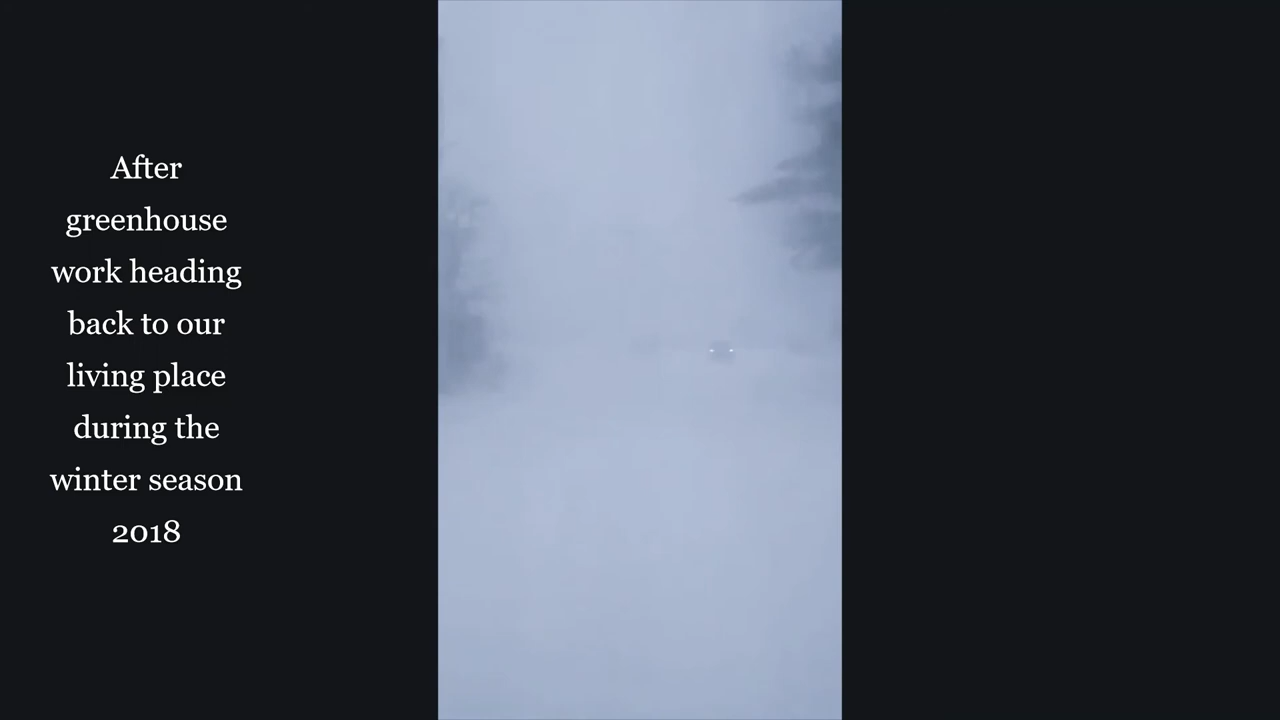 After
greenhouse
work heading
back to our
living place
during the
winter season
2018